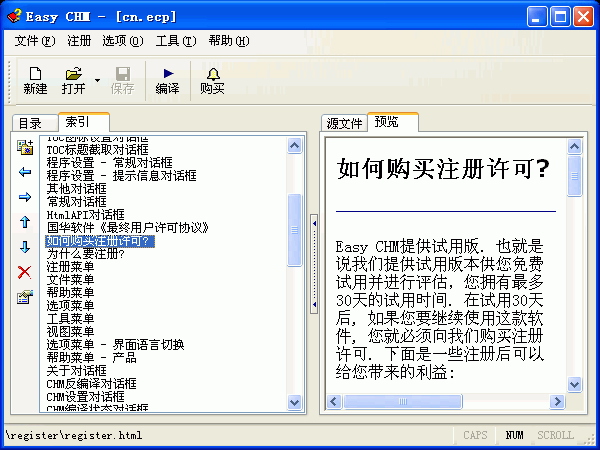 Easy CHM - [cn.ecp]
文件(F) 注册 选项(O) 工具(T) 帮助(H)
新建 打开 保存 编译 购买
目录 索引
TOC图标设置对话框
TOC标题截取对话框
程序设置 - 常规对话框
程序设置 - 提示信息对话框
其他对话框
常规对话框
HtmlAPI对话框
国华软件《最终用户许可协议》
如何购买注册许可?
为什么要注册?
注册菜单
文件菜单
帮助菜单
选项菜单
工具菜单
视图菜单
选项菜单 - 界面语言切换
帮助菜单 - 产品
关于对话框
CHM反编译对话框
CHM设置对话框
CHM编译状态对话框
源文件 预览
如何购买注册许可?
Easy CHM提供试用版. 也就是
说我们提供试用版本供您免费
试用并进行评估, 您拥有最多
30天的试用时间. 在试用30天
后, 如果您要继续使用这款软
件, 您就必须向我们购买注册
许可. 下面是一些注册后可以
给您带来的利益:
\register\register.html
CAPS NUM SCROLL